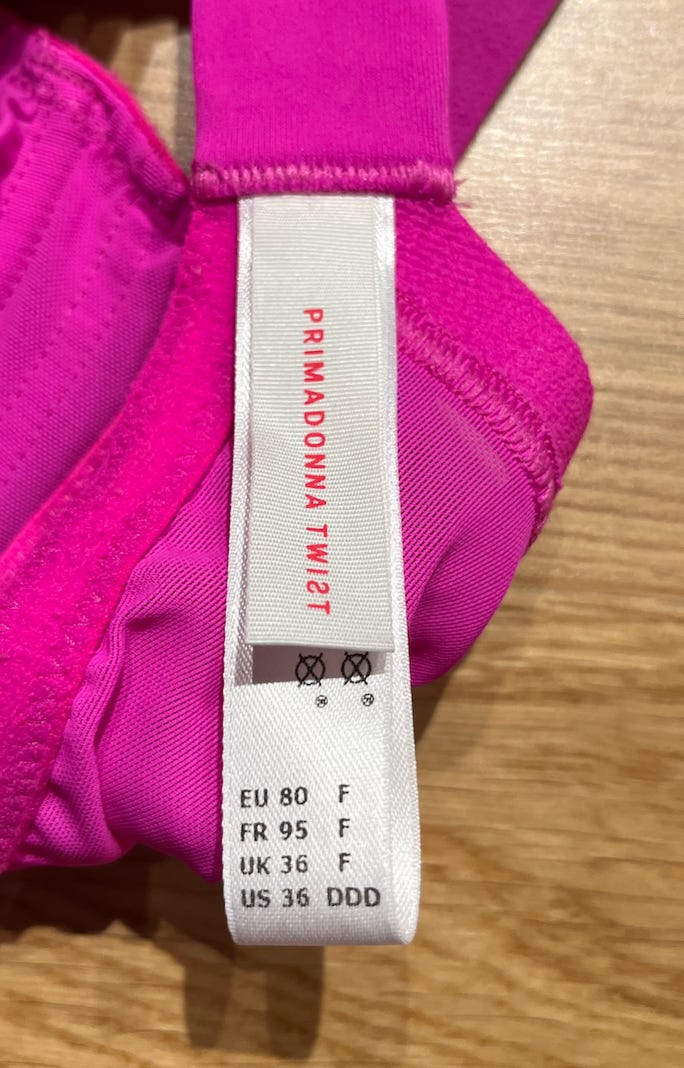 PRIMADONNA TWIST
EU 80 F
FR 95 F
UK 36 F
US 36 DDD